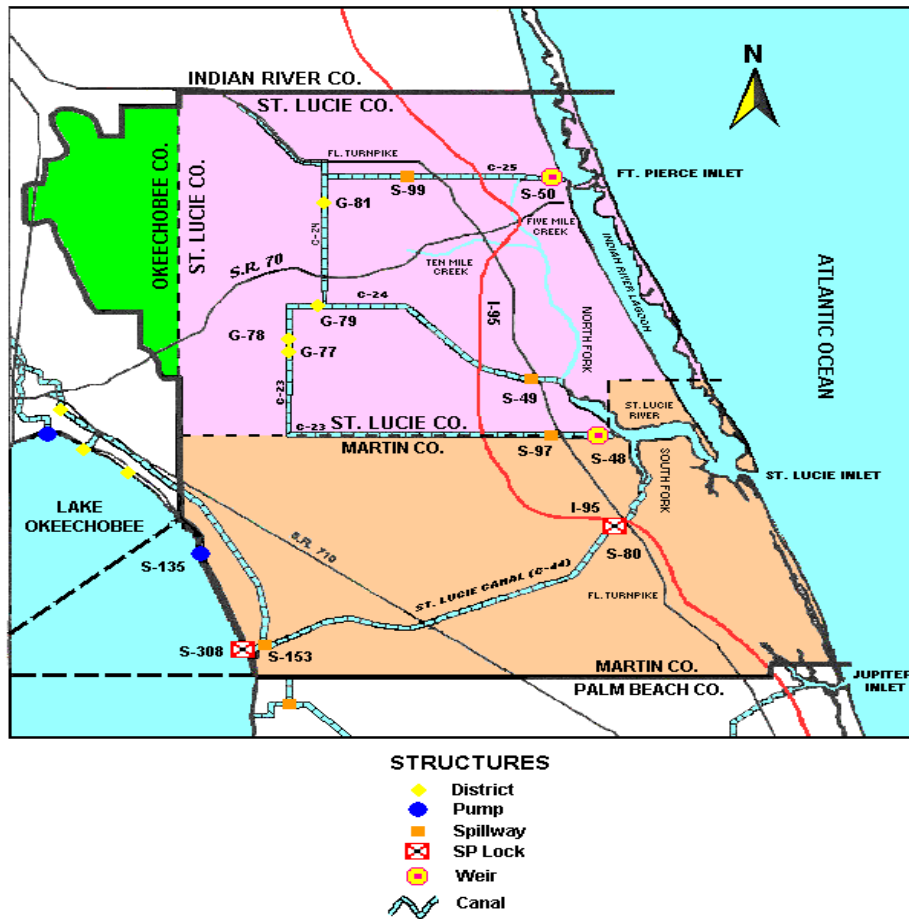 N
INDIAN RIVER CO.
ST. LUCIE CO.
FL. TURNPIKE
C-25
S-99
S-50
FT. PIERCE INLET
OKEECHOBEE CO.
ST. LUCIE CO.
G-81
C-24
FIVE MILE
CREEK
TEN MILE
CREEK
S.R. 70
INDIAN RIVER LAGOON
ATLANTIC OCEAN
C-24
I-95
NORTH FORK
G-78
G-79
G-77
C-23
S-49
ST. LUCIE
RIVER
C-23
ST. LUCIE CO.
MARTIN CO.
S-97
S-48
SOUTH FORK
ST. LUCIE INLET
LAKE
OKEECHOBEE
I-95
S-80
S.R. 710
S-135
ST. LUCIE CANAL (C-44)
FL. TURNPIKE
S-308
S-153
MARTIN CO.
PALM BEACH CO.
JUPITER
INLET
STRUCTURES
District
Pump
Spillway
SP Lock
Weir
Canal